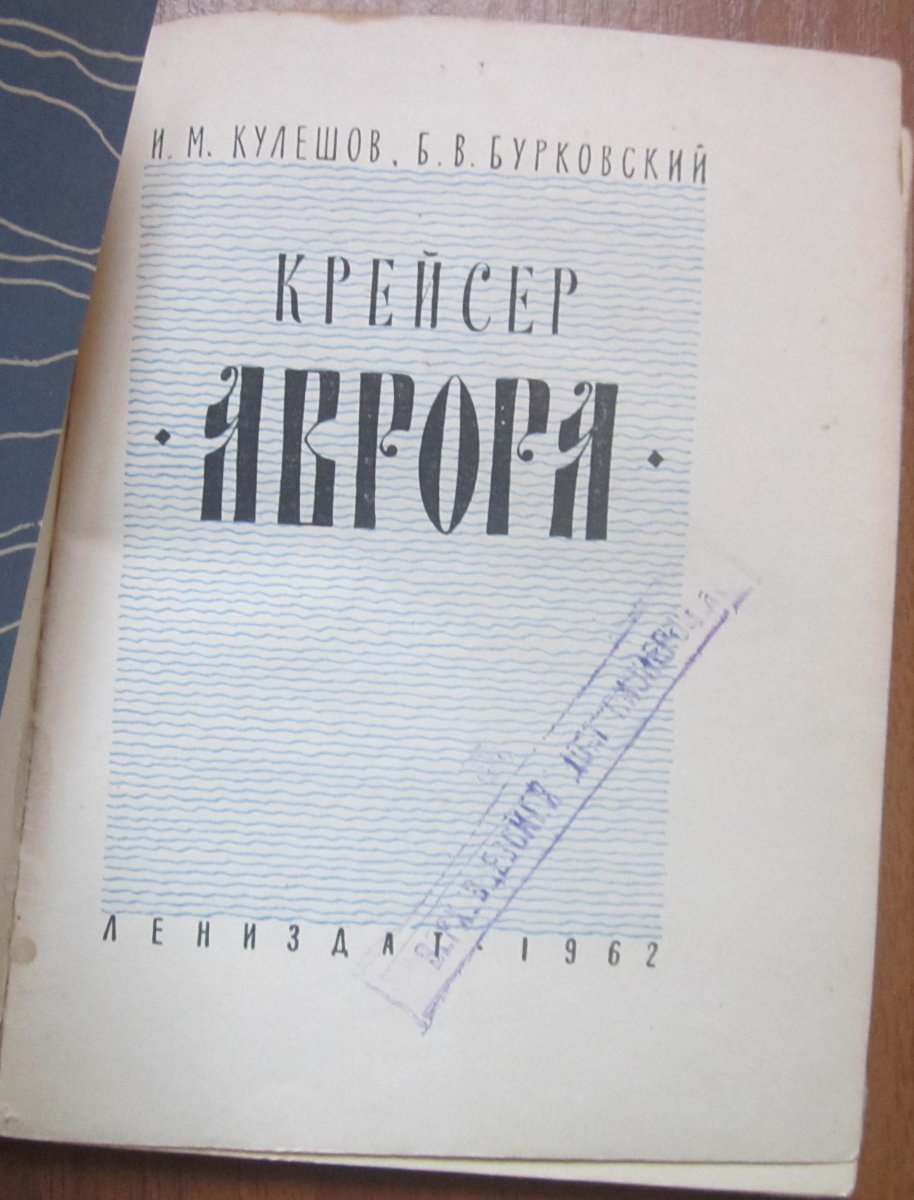 И. М. КУЛЕШОВ, Б. В. БУРКОВСКИЙ
КРЕЙСЕР
· АВРОРА ·
ЛЕНИЗДАТ · 1962